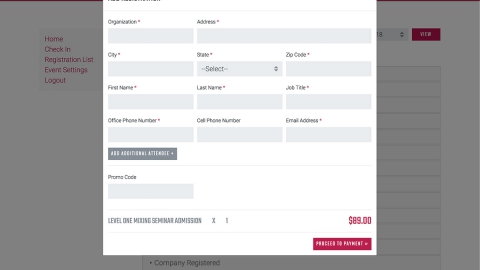 Home
Check In
Registration List
Event Settings
Logout
VIEW
Organization * Address *
City * State * Zip Code *
--Select--
First Name * Last Name * Job Title *
Office Phone Number * Cell Phone Number Email Address *
ADD ADDITIONAL ATTENDEE +
Promo Code
LEVEL ONE MIXING SEMINAR ADMISSION X 1 $89.00
PROCEED TO PAYMENT »
Company Registered